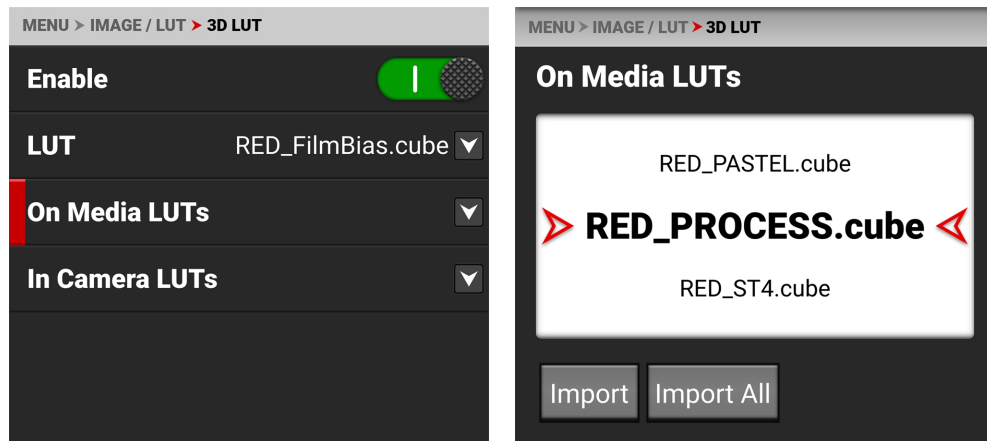 MENU > IMAGE / LUT > 3D LUT
Enable
LUT RED_FilmBias.cube
On Media LUTs
In Camera LUTs
MENU > IMAGE / LUT > 3D LUT
On Media LUTs
RED_PASTEL.cube
RED_PROCESS.cube
RED_ST4.cube
Import Import All